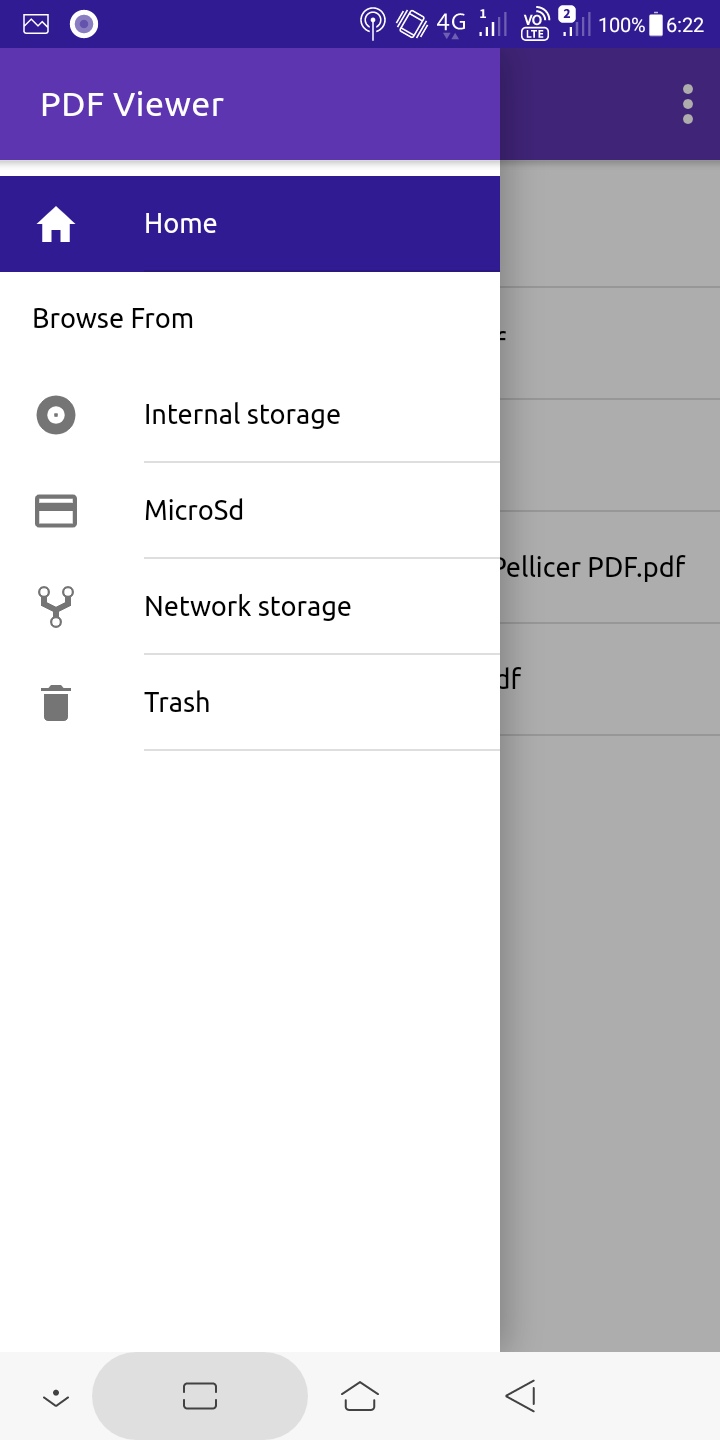 4G 1 VO LTE 2 100% 6:22
PDF Viewer
Home
Browse From
Internal storage
MicroSd
Network storage
Trash
Pellicer PDF.pdf
df